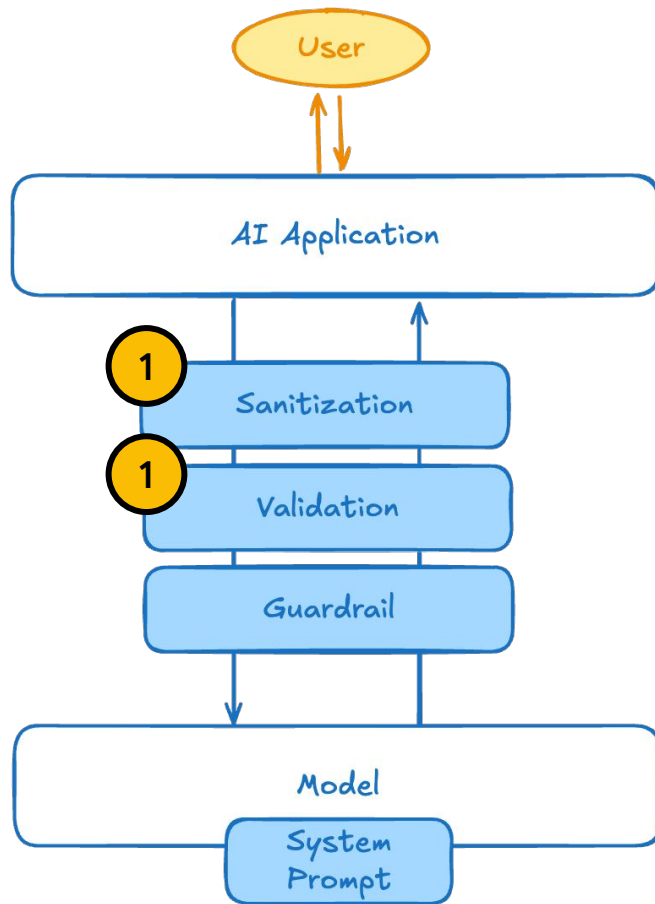 User
AI Application
1
Sanitization
1
Validation
Guardrail
Model
System
Prompt